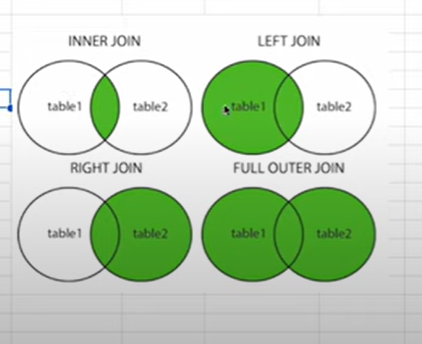 INNER JOIN
LEFT JOIN
table1
table2
table1
table2
RIGHT JOIN
FULL OUTER JOIN
table1
table2
table1
table2